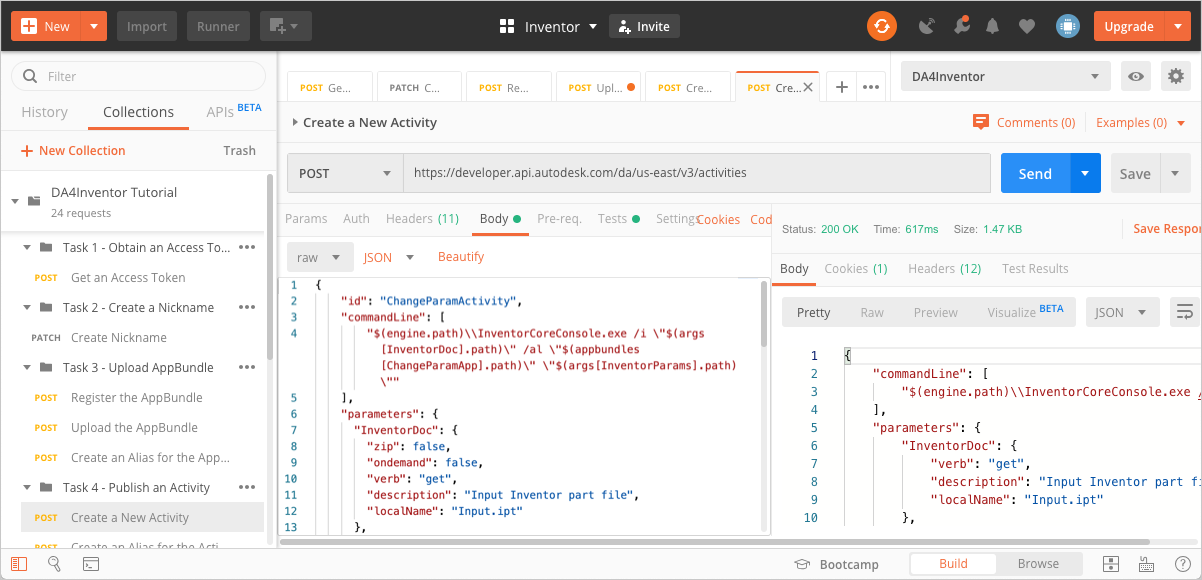 New Import Runner Inventor Invite Upgrade
Filter
History Collections APIs BETA
New Collection Trash
DA4Inventor Tutorial
24 requests
Task 1 - Obtain an Access To...
POST Get an Access Token
Task 2 - Create a Nickname
PATCH Create Nickname
Task 3 - Upload AppBundle
POST Register the AppBundle
POST Upload the AppBundle
POST Create an Alias for the App...
Task 4 - Publish an Activity
POST Create a New Activity
POST Create an Alias for the Acti...
POST Ge... PATCH C... POST Re... POST Upl... POST Cre... POST Cre...
DA4Inventor
Create a New Activity
Comments (0) Examples (0)
POST https://developer.api.autodesk.com/da/us-east/v3/activities Send Save
Params Auth Headers (11) Body Pre-req. Tests Settings Cookies Cod
raw JSON Beautify
1 {
2 "id": "ChangeParamActivity",
3 "commandLine": [
4 "$(engine.path)\\InventorCoreConsole.exe /i \"$(args
[InventorDoc].path)\" /al \"$(appbundles
[ChangeParamApp].path)\" \"$(args[InventorParams].path)
\""
5 ],
6 "parameters": {
7 "InventorDoc": {
8 "zip": false,
9 "ondemand": false,
10 "verb": "get",
11 "description": "Input Inventor part file",
12 "localName": "Input.ipt"
13 },
Status: 200 OK Time: 617ms Size: 1.47 KB Save Respor
Body Cookies (1) Headers (12) Test Results
Pretty Raw Preview Visualize BETA JSON
1 {
2 "commandLine": [
3 "$(engine.path)\\InventorCoreConsole.exe /
4 ],
5 "parameters": {
6 "InventorDoc": {
7 "verb": "get",
8 "description": "Input Inventor part fi
9 "localName": "Input.ipt"
10 },
Bootcamp Build Browse